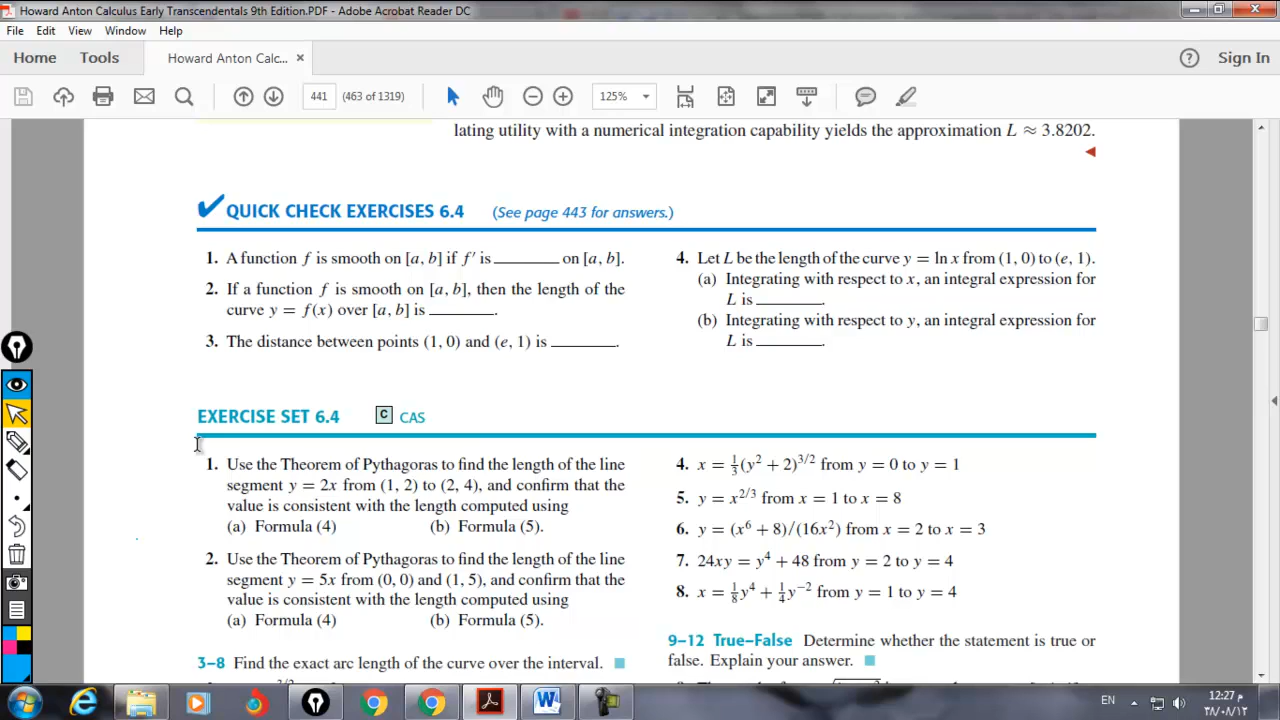 Howard Anton Calculus Early Transcendentals 9th Edition.PDF - Adobe Acrobat Reader DC
File Edit View Window Help
Home Tools Howard Anton Calc... × ? Sign In
441 (463 of 1319) 125%
lating utility with a numerical integration capability yields the approximation L ≈ 3.8202.
✔ QUICK CHECK EXERCISES 6.4 (See page 443 for answers.)
1. A function f is smooth on [a, b] if f′ is ______ on [a, b].
2. If a function f is smooth on [a, b], then the length of the
curve y = f(x) over [a, b] is ______.
3. The distance between points (1, 0) and (e, 1) is ______.
4. Let L be the length of the curve y = ln x from (1, 0) to (e, 1).
(a) Integrating with respect to x, an integral expression for
L is ______.
(b) Integrating with respect to y, an integral expression for
L is ______.
EXERCISE SET 6.4 C CAS
1. Use the Theorem of Pythagoras to find the length of the line
segment y = 2x from (1, 2) to (2, 4), and confirm that the
value is consistent with the length computed using
(a) Formula (4) (b) Formula (5).
2. Use the Theorem of Pythagoras to find the length of the line
segment y = 5x from (0, 0) and (1, 5), and confirm that the
value is consistent with the length computed using
(a) Formula (4) (b) Formula (5).
3–8 Find the exact arc length of the curve over the interval.
4. x = 1/3(y² + 2)^3/2 from y = 0 to y = 1
5. y = x^2/3 from x = 1 to x = 8
6. y = (x⁶ + 8)/(16x²) from x = 2 to x = 3
7. 24xy = y⁴ + 48 from y = 2 to y = 4
8. x = 1/8y⁴ + 1/4y⁻² from y = 1 to y = 4
9–12 True–False Determine whether the statement is true or
false. Explain your answer.
EN
12:27 م
٣٨/٠٨/١٣